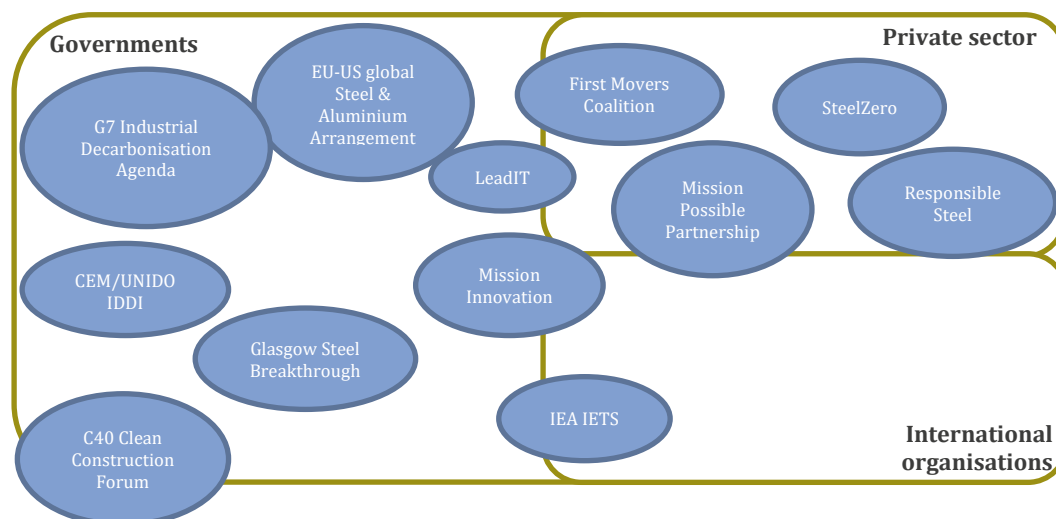 Governments
Private sector
EU-US global
Steel &
Aluminium
Arrangement
First Movers
Coalition
SteelZero
G7 Industrial
Decarbonisation
Agenda
LeadIT
Mission
Possible
Partnership
Responsible
Steel
CEM/UNIDO
IDDI
Mission
Innovation
Glasgow Steel
Breakthrough
IEA IETS
C40 Clean
Construction
Forum
International
organisations